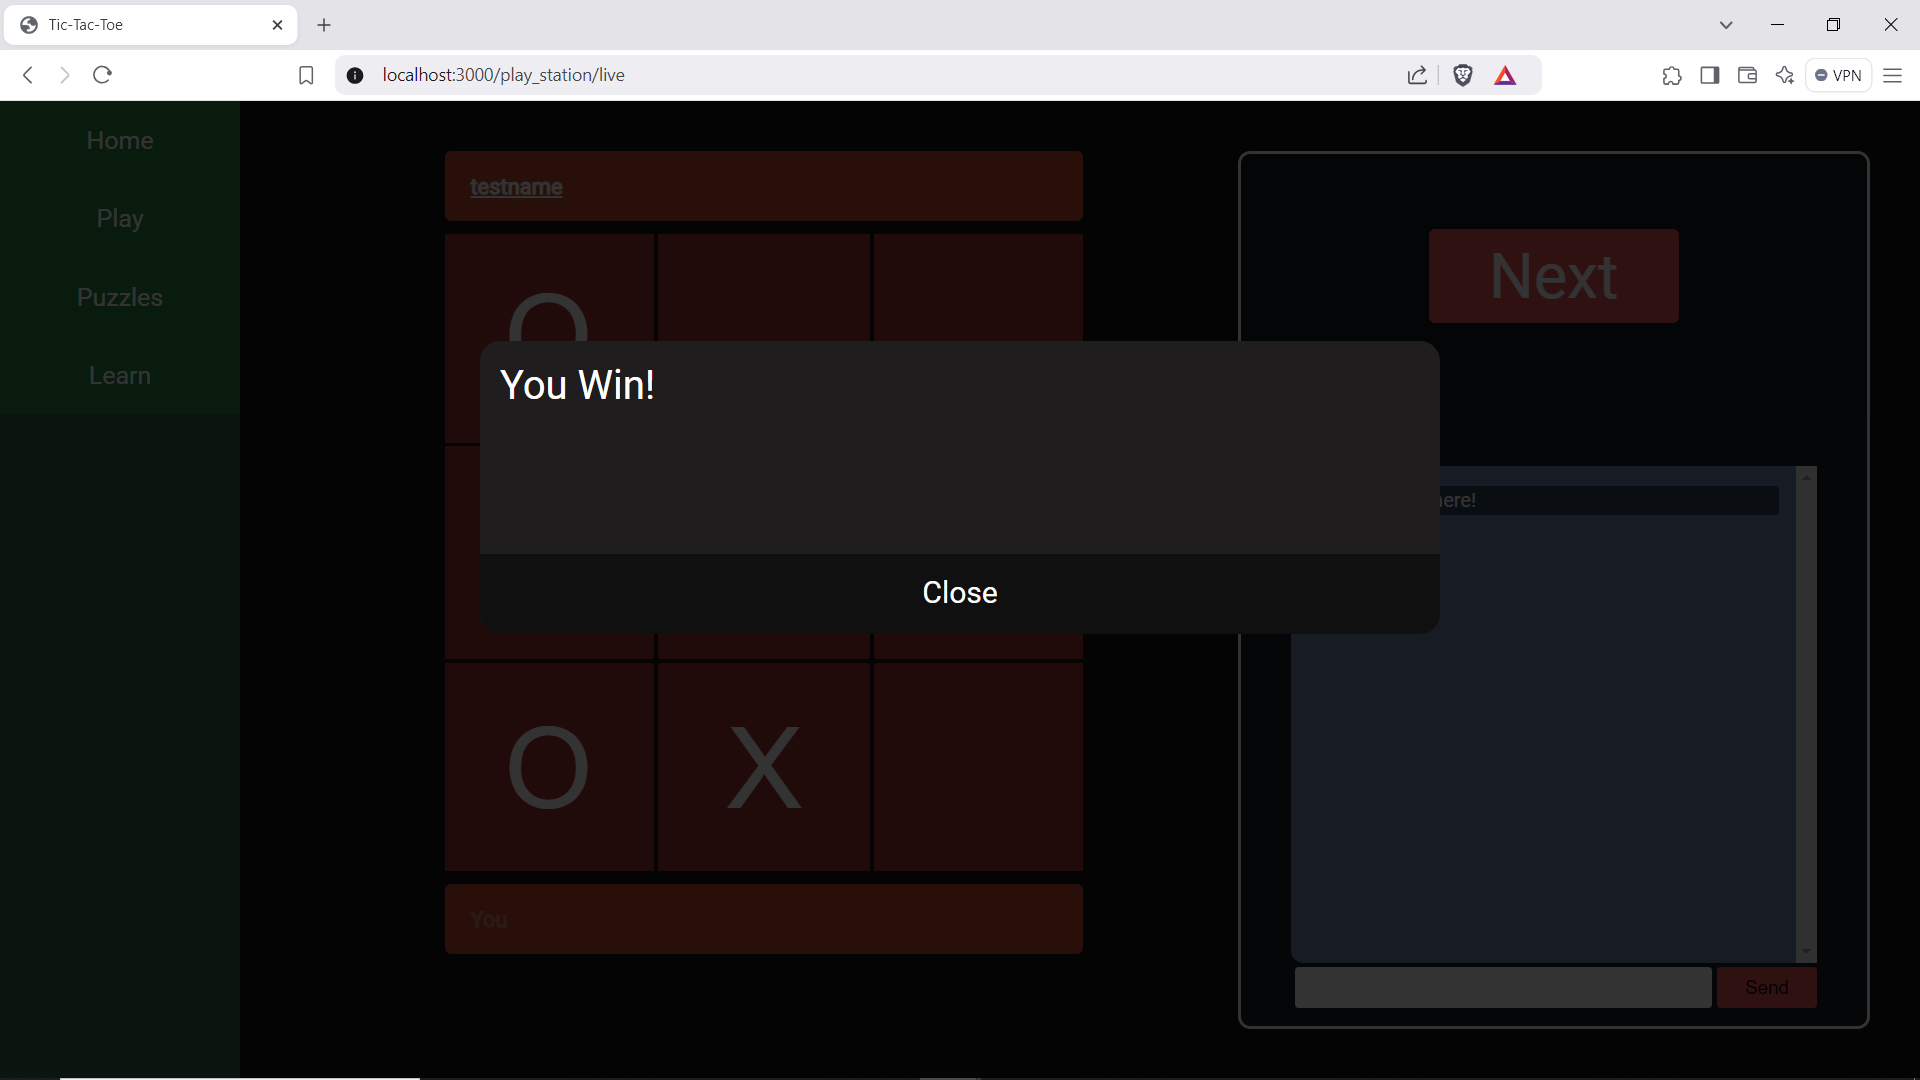 Tic-Tac-Toe
localhost:3000/play_station/live
VPN
Home
Play
Puzzles
Learn
testname
Next
O
You Win!
Close
O X
You
Send